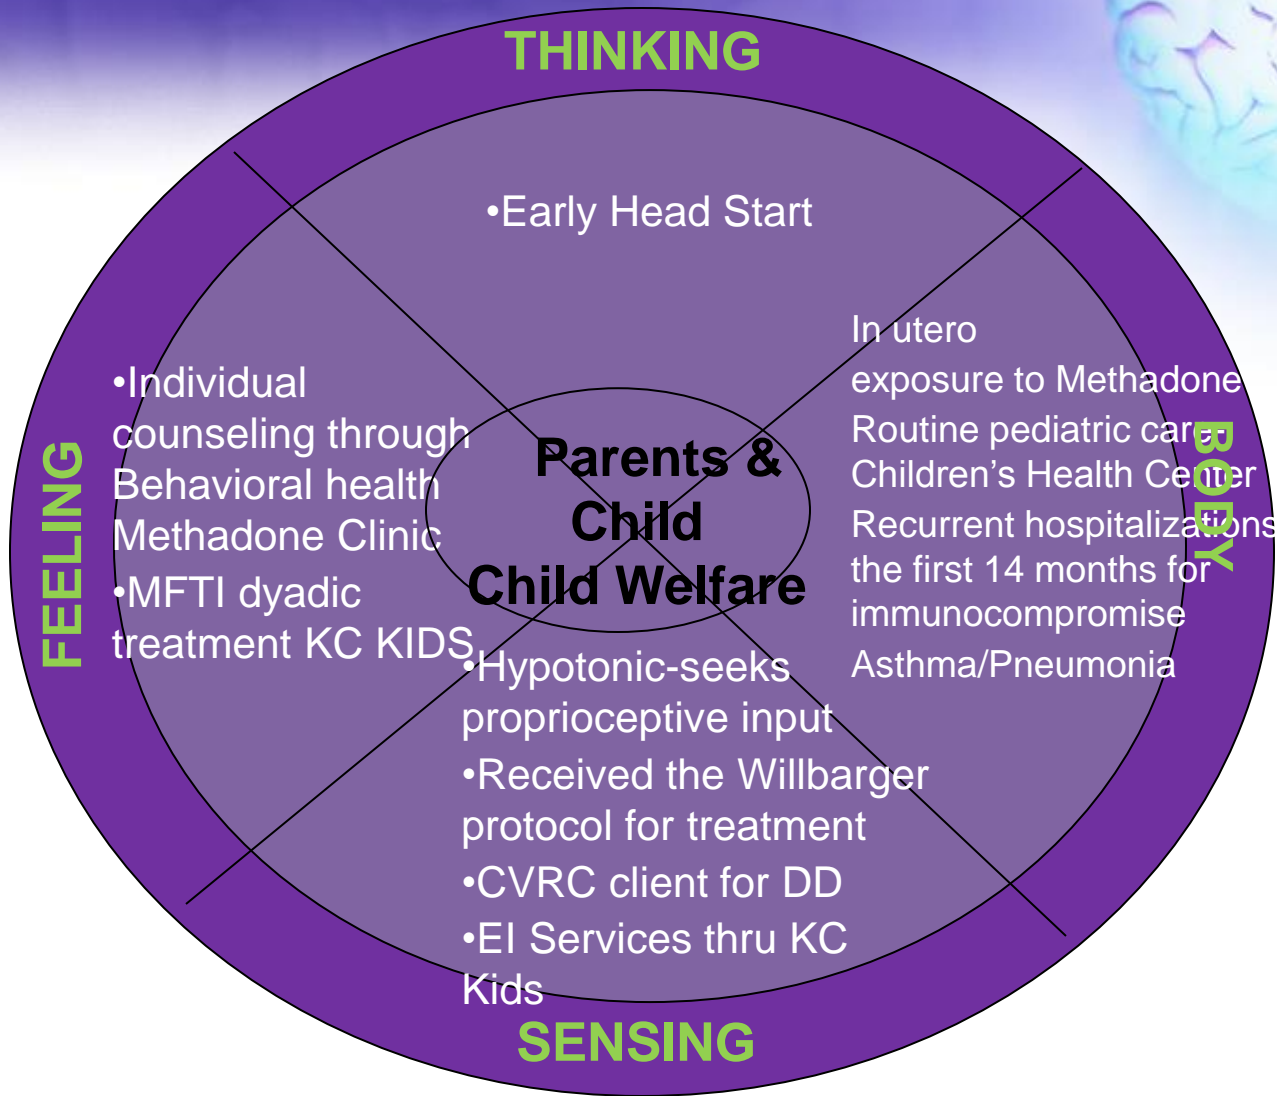 THINKING
•Early Head Start
FEELING
•Individual
counseling through
Behavioral health
Methadone Clinic
•MFTI dyadic
treatment KC KIDS
Parents &
Child
Child Welfare
BODY
In utero
exposure to Methadone
Routine pediatric care-
Children’s Health Center
Recurrent hospitalizations
the first 14 months for
immunocompromise
Asthma/Pneumonia
•Hypotonic-seeks
proprioceptive input
•Received the Willbarger
protocol for treatment
•CVRC client for DD
•EI Services thru KC
Kids
SENSING